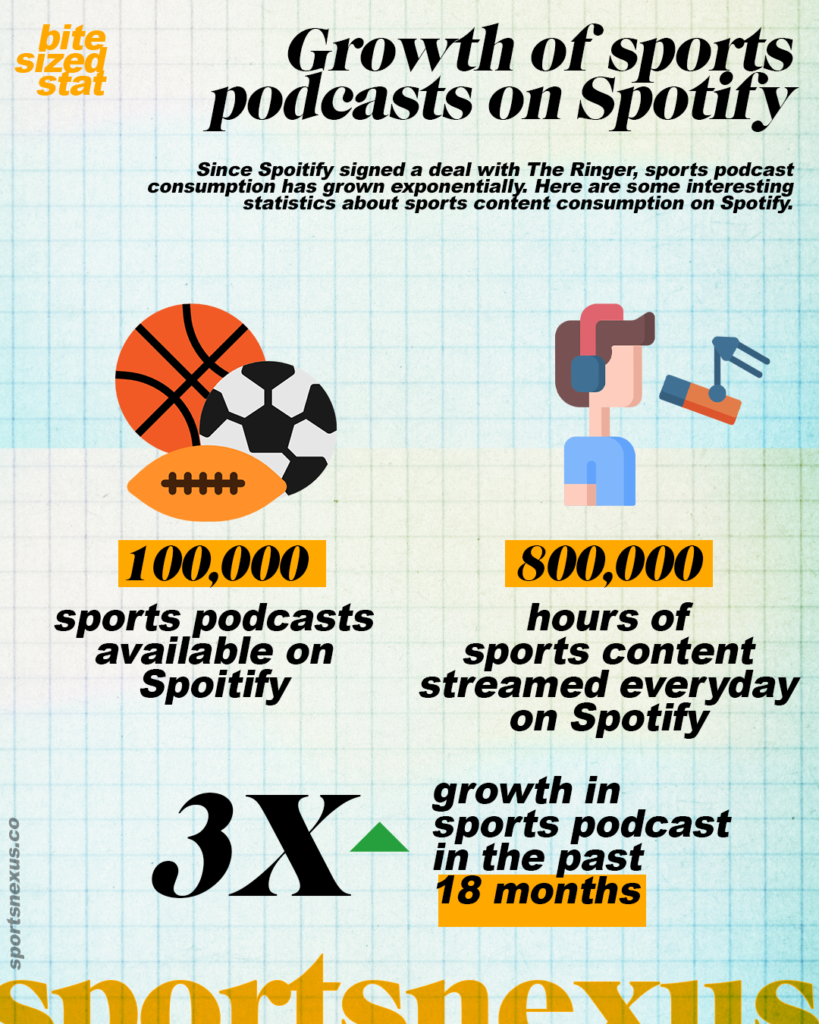 bite
sized
stat
Growth of sports
podcasts on Spotify
Since Spoitify signed a deal with The Ringer, sports podcast
consumption has grown exponentially. Here are some interesting
statistics about sports content consumption on Spotify.
100,000
sports podcasts
available on
Spoitify
800,000
hours of
sports content
streamed everyday
on Spotify
3X
growth in
sports podcast
in the past
18 months
sportsnexus.co
sportsnexus